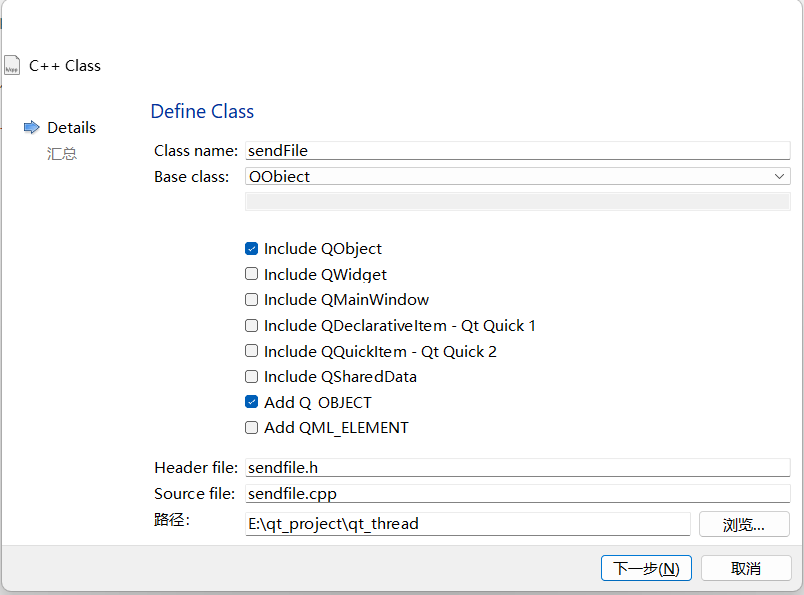 C++ Class
Details
汇总
Define Class
Class name: sendFile
Base class: QObject
Include QObject
Include QWidget
Include QMainWindow
Include QDeclarativeItem - Qt Quick 1
Include QQuickItem - Qt Quick 2
Include QSharedData
Add Q_OBJECT
Add QML_ELEMENT
Header file: sendfile.h
Source file: sendfile.cpp
路径: E:\qt_project\qt_thread 浏览...
下一步(N) 取消